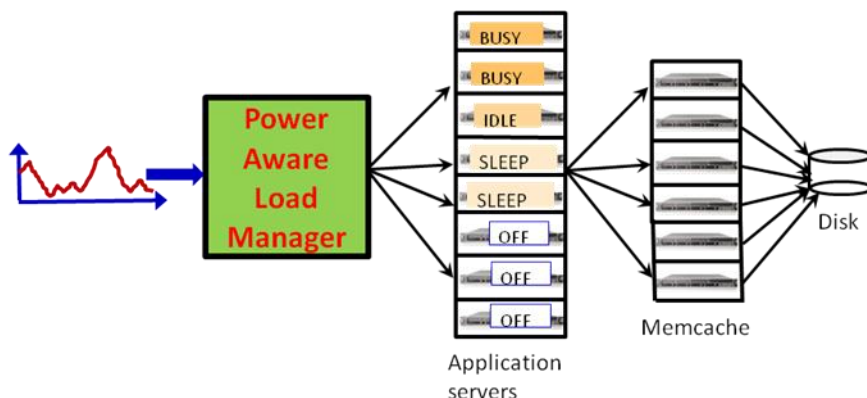 BUSY
BUSY
IDLE
SLEEP
SLEEP
OFF
OFF
OFF
Power
Aware
Load
Manager
Disk
Memcache
Application
servers